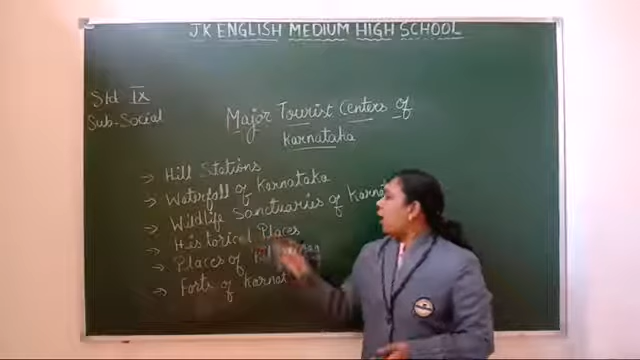 JK ENGLISH MEDIUM HIGH SCHOOL
Std IX
Sub-Social
Major Tourist Centers of
Karnataka
→ Hill Stations
→ Waterfall of Karnataka
→ Wildlife Sanctuaries of Karna
→ Historical Places
→ Places of
→ Forts of Karnat